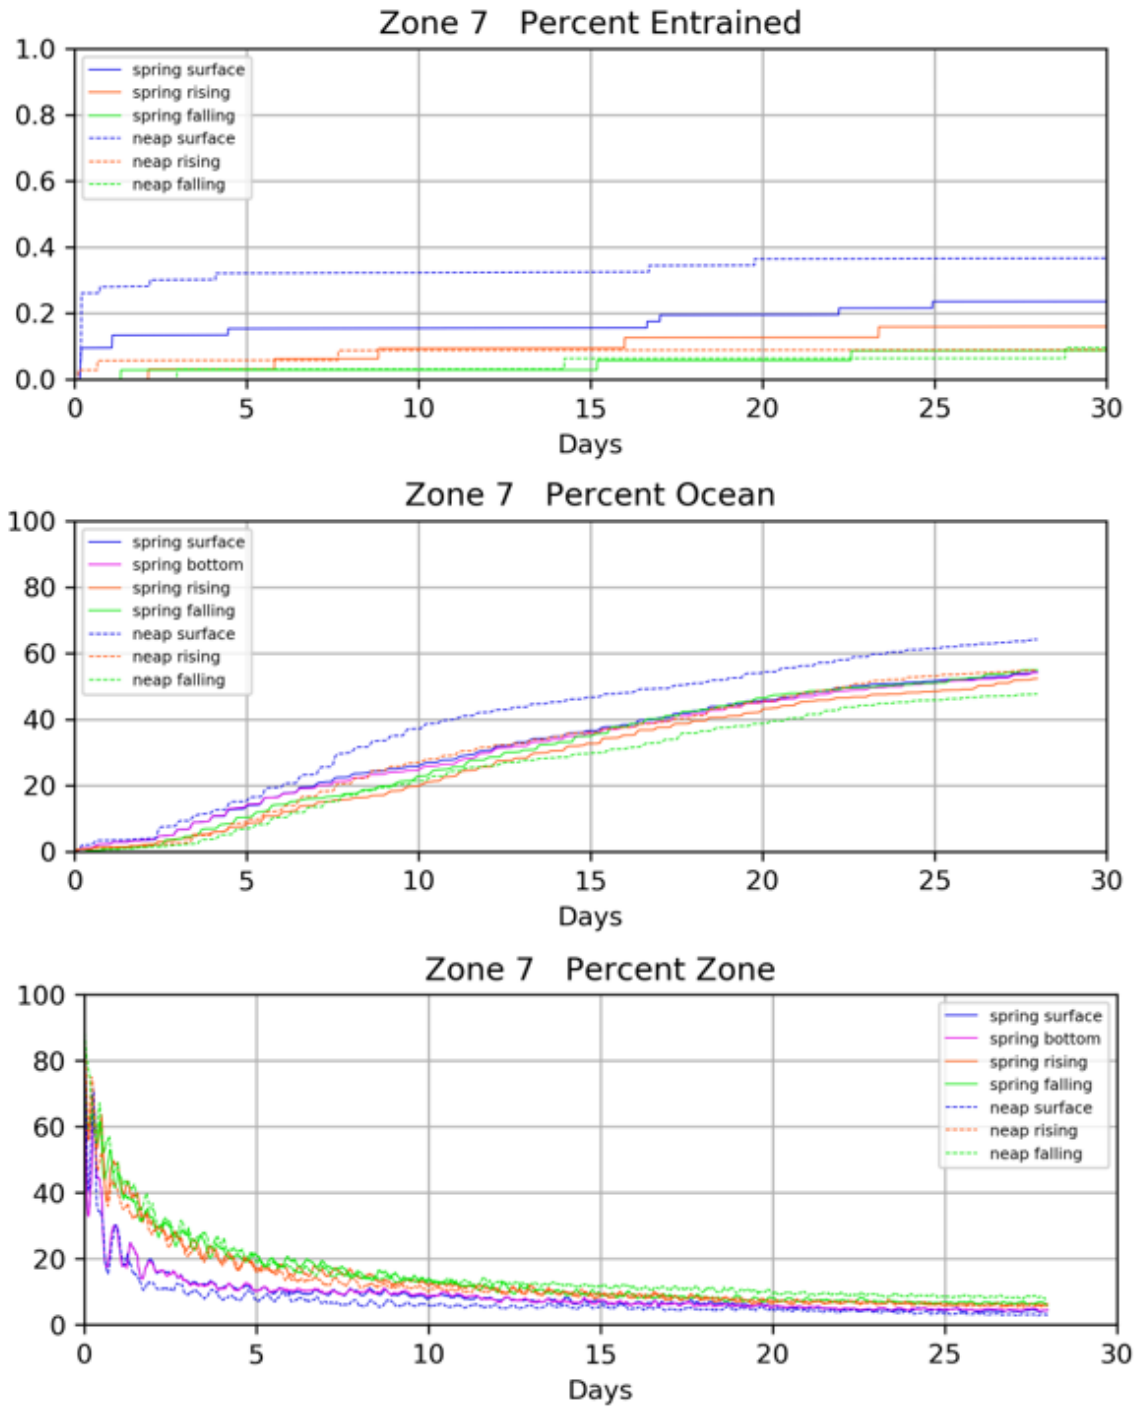 Zone 7   Percent Entrained
1.0
0.8
0.6
0.4
0.2
0.0
spring surface
spring rising
spring falling
neap surface
neap rising
neap falling
0 5 10 15 20 25 30
Days
Zone 7   Percent Ocean
100
80
60
40
20
0
spring surface
spring bottom
spring rising
spring falling
neap surface
neap rising
neap falling
0 5 10 15 20 25 30
Days
Zone 7   Percent Zone
100
80
60
40
20
0
spring surface
spring bottom
spring rising
spring falling
neap surface
neap rising
neap falling
0 5 10 15 20 25 30
Days